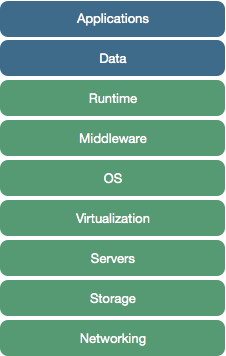 Applications
Data
Runtime
Middleware
OS
Virtualization
Servers
Storage
Networking